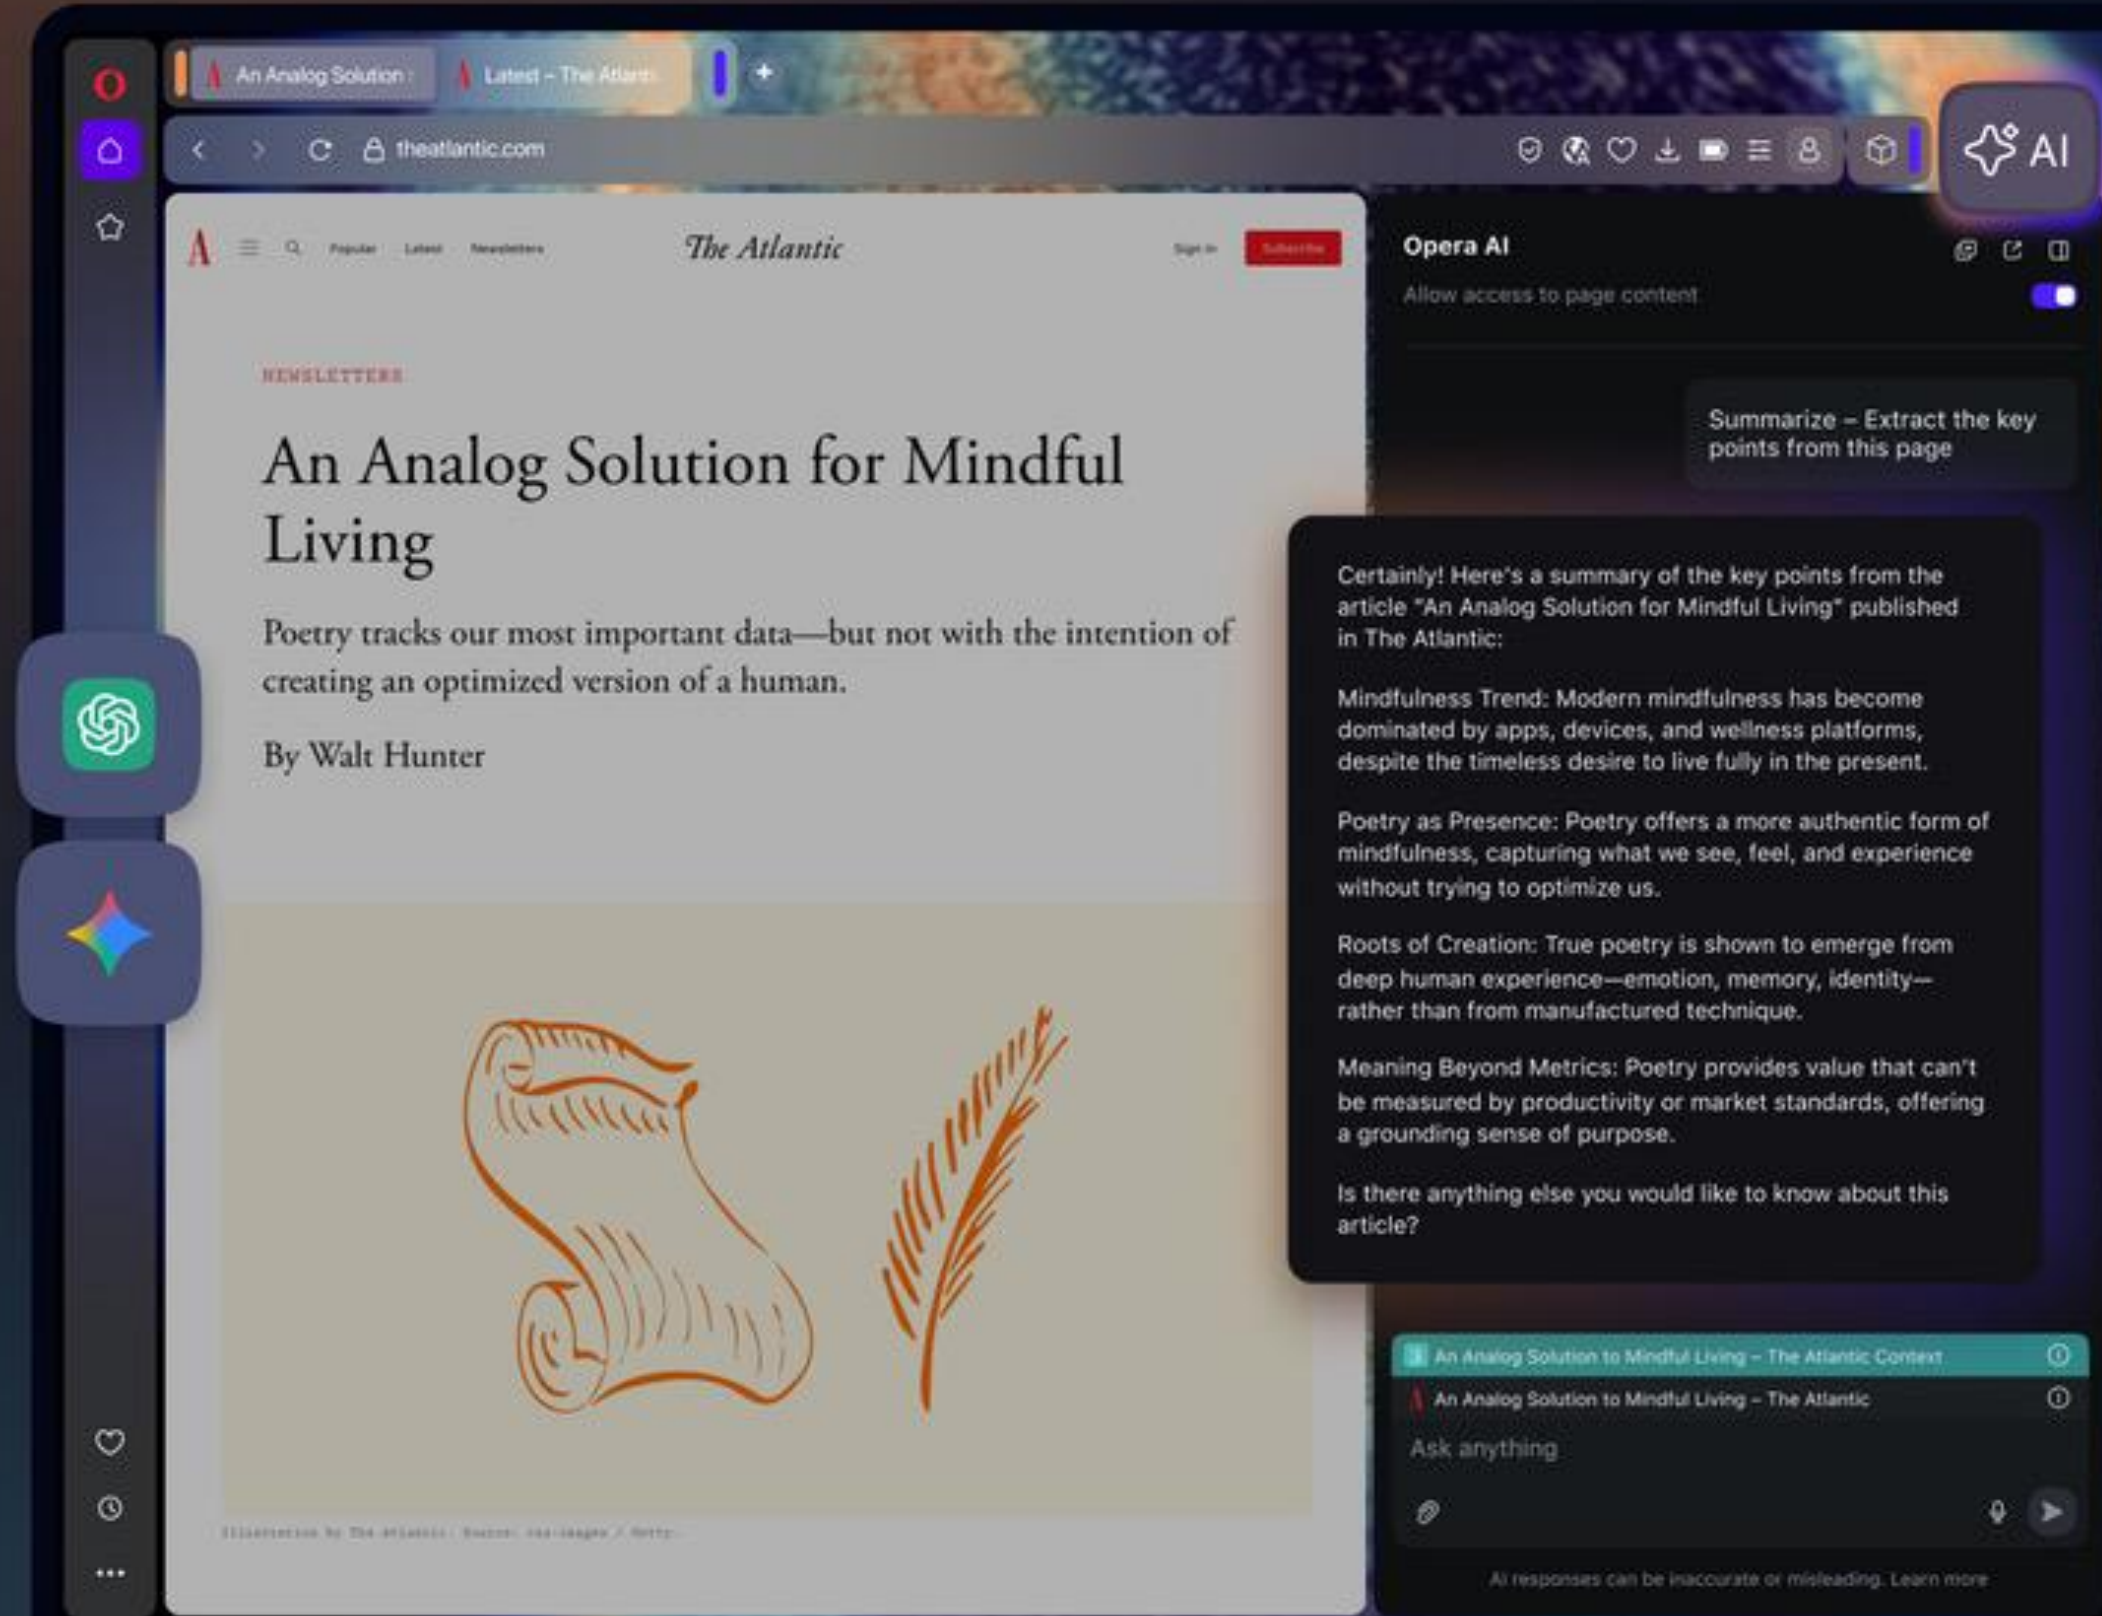 An Analog Solution
Latest – The Atlanti
theatlantic.com
AI
Popular
Latest
Newsletters
The Atlantic
Sign In
Subscribe
NEWSLETTERS
An Analog Solution for Mindful
Living
Poetry tracks our most important data—but not with the intention of
creating an optimized version of a human.
By Walt Hunter
Illustration by The Atlantic. Source: csa-images / Getty.
Opera AI
Allow access to page content
Summarize – Extract the key
points from this page
Certainly! Here's a summary of the key points from the
article "An Analog Solution for Mindful Living" published
in The Atlantic:
Mindfulness Trend: Modern mindfulness has become
dominated by apps, devices, and wellness platforms,
despite the timeless desire to live fully in the present.
Poetry as Presence: Poetry offers a more authentic form of
mindfulness, capturing what we see, feel, and experience
without trying to optimize us.
Roots of Creation: True poetry is shown to emerge from
deep human experience—emotion, memory, identity—
rather than from manufactured technique.
Meaning Beyond Metrics: Poetry provides value that can't
be measured by productivity or market standards, offering
a grounding sense of purpose.
Is there anything else you would like to know about this
article?
An Analog Solution to Mindful Living – The Atlantic Context
An Analog Solution to Mindful Living – The Atlantic
Ask anything
AI responses can be inaccurate or misleading. Learn more